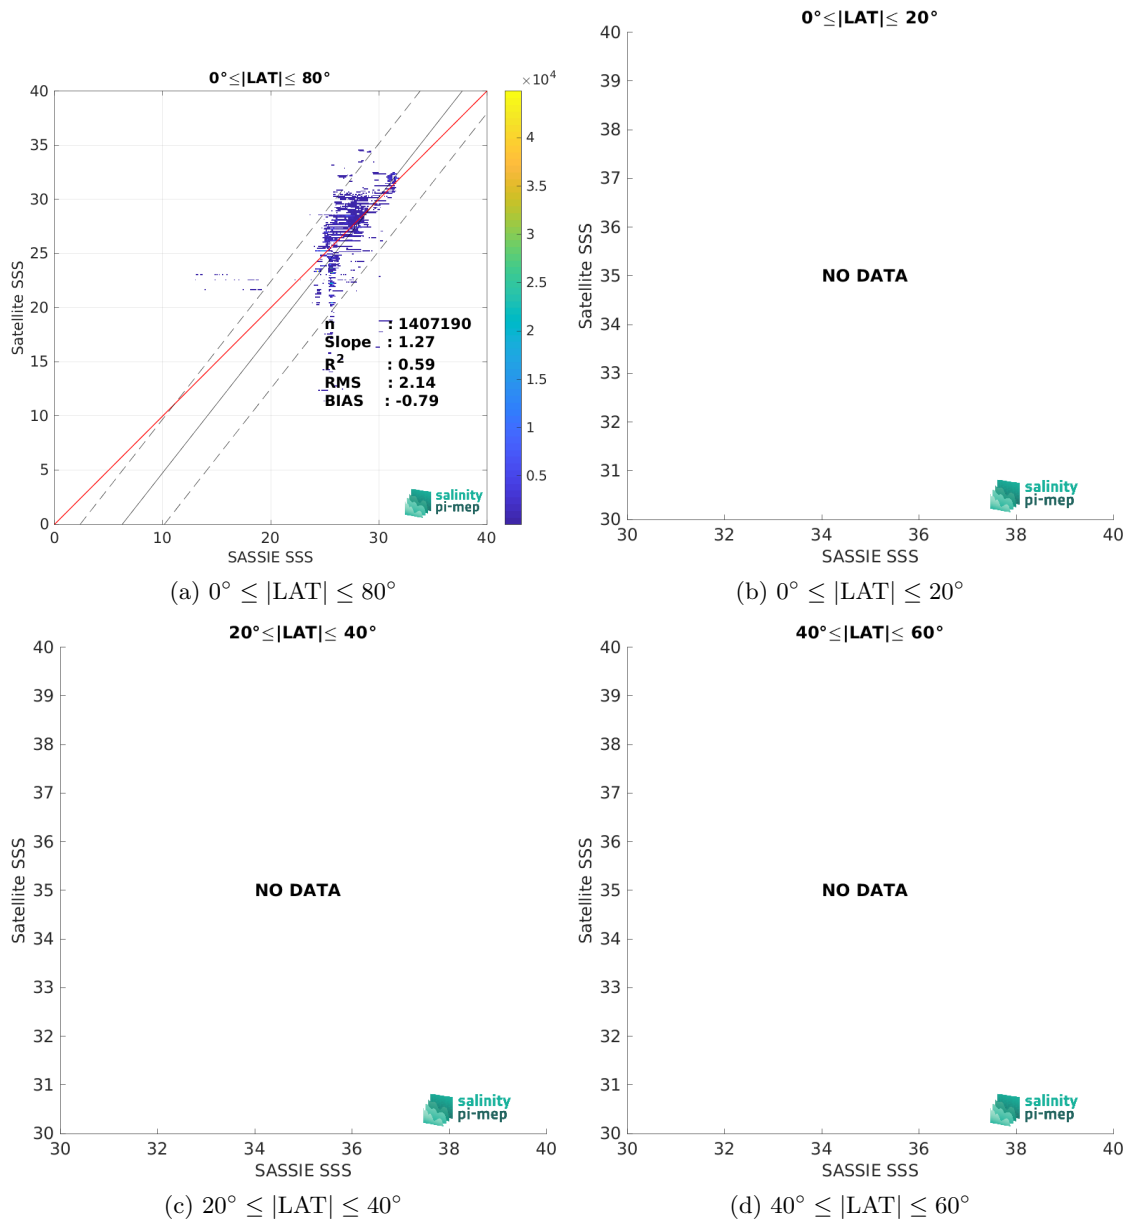 0°≤|LAT|≤ 80°
×10⁴
40
35
30
25
20
15
10
5
0
0
10
20
30
40
4
3.5
3
2.5
2
1.5
1
0.5
n : 1407190
Slope : 1.27
R² : 0.59
RMS : 2.14
BIAS : -0.79
Satellite SSS
SASSIE SSS
salinity
pi-mep
(a) 0° ≤ |LAT| ≤ 80°
0°≤|LAT|≤ 20°
40
39
38
37
36
35
34
33
32
31
30
30
32
34
36
38
40
NO DATA
Satellite SSS
SASSIE SSS
salinity
pi-mep
(b) 0° ≤ |LAT| ≤ 20°
20°≤|LAT|≤ 40°
40
39
38
37
36
35
34
33
32
31
30
30
32
34
36
38
40
NO DATA
Satellite SSS
SASSIE SSS
salinity
pi-mep
(c) 20° ≤ |LAT| ≤ 40°
40°≤|LAT|≤ 60°
40
39
38
37
36
35
34
33
32
31
30
30
32
34
36
38
40
NO DATA
Satellite SSS
SASSIE SSS
salinity
pi-mep
(d) 40° ≤ |LAT| ≤ 60°